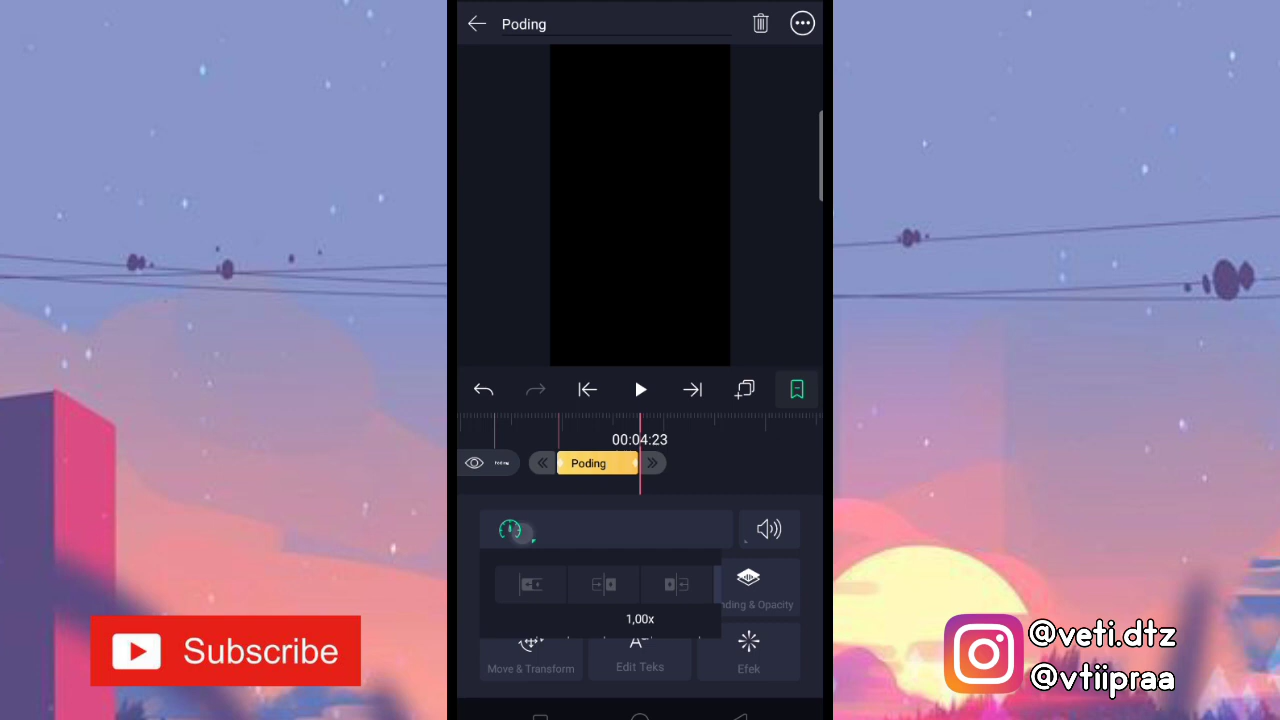 Poding
00:04:23
Poding
1,00x
nding & Opacity
Move & Transform
Edit Teks
Efek
Subscribe
@veti.dtz
@vtiipraa